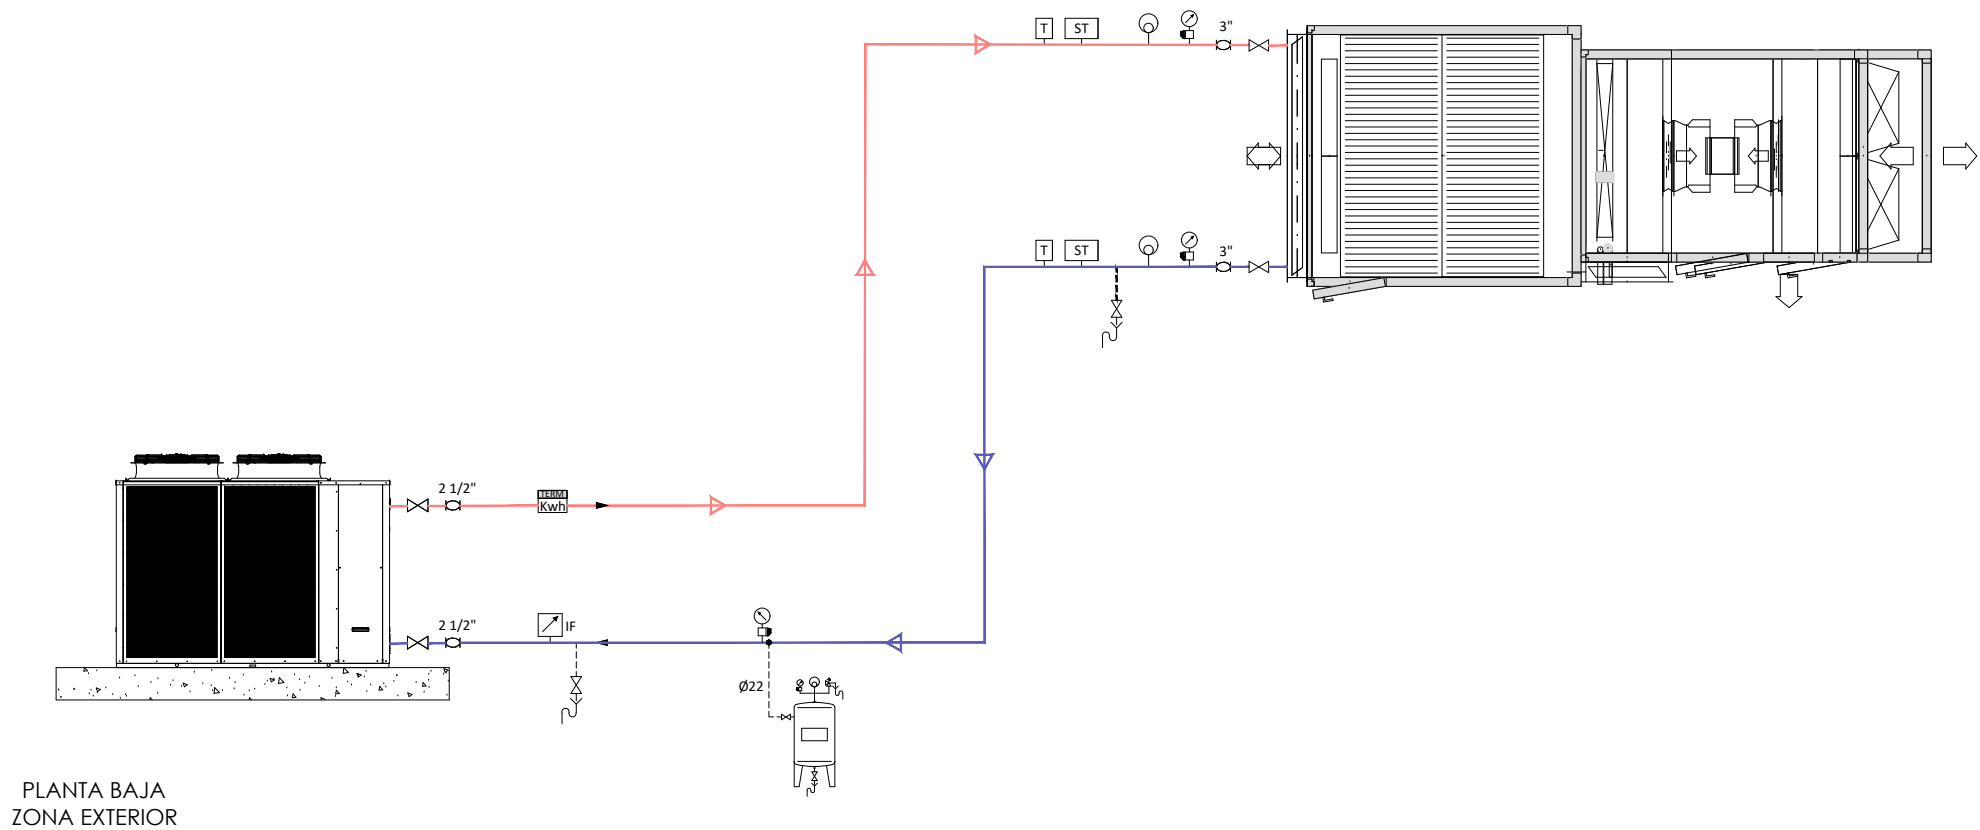 T ST 3"
T ST 3"
2 1/2"
TERM
Kwh
2 1/2"
IF
Ø22
PLANTA BAJA
ZONA EXTERIOR